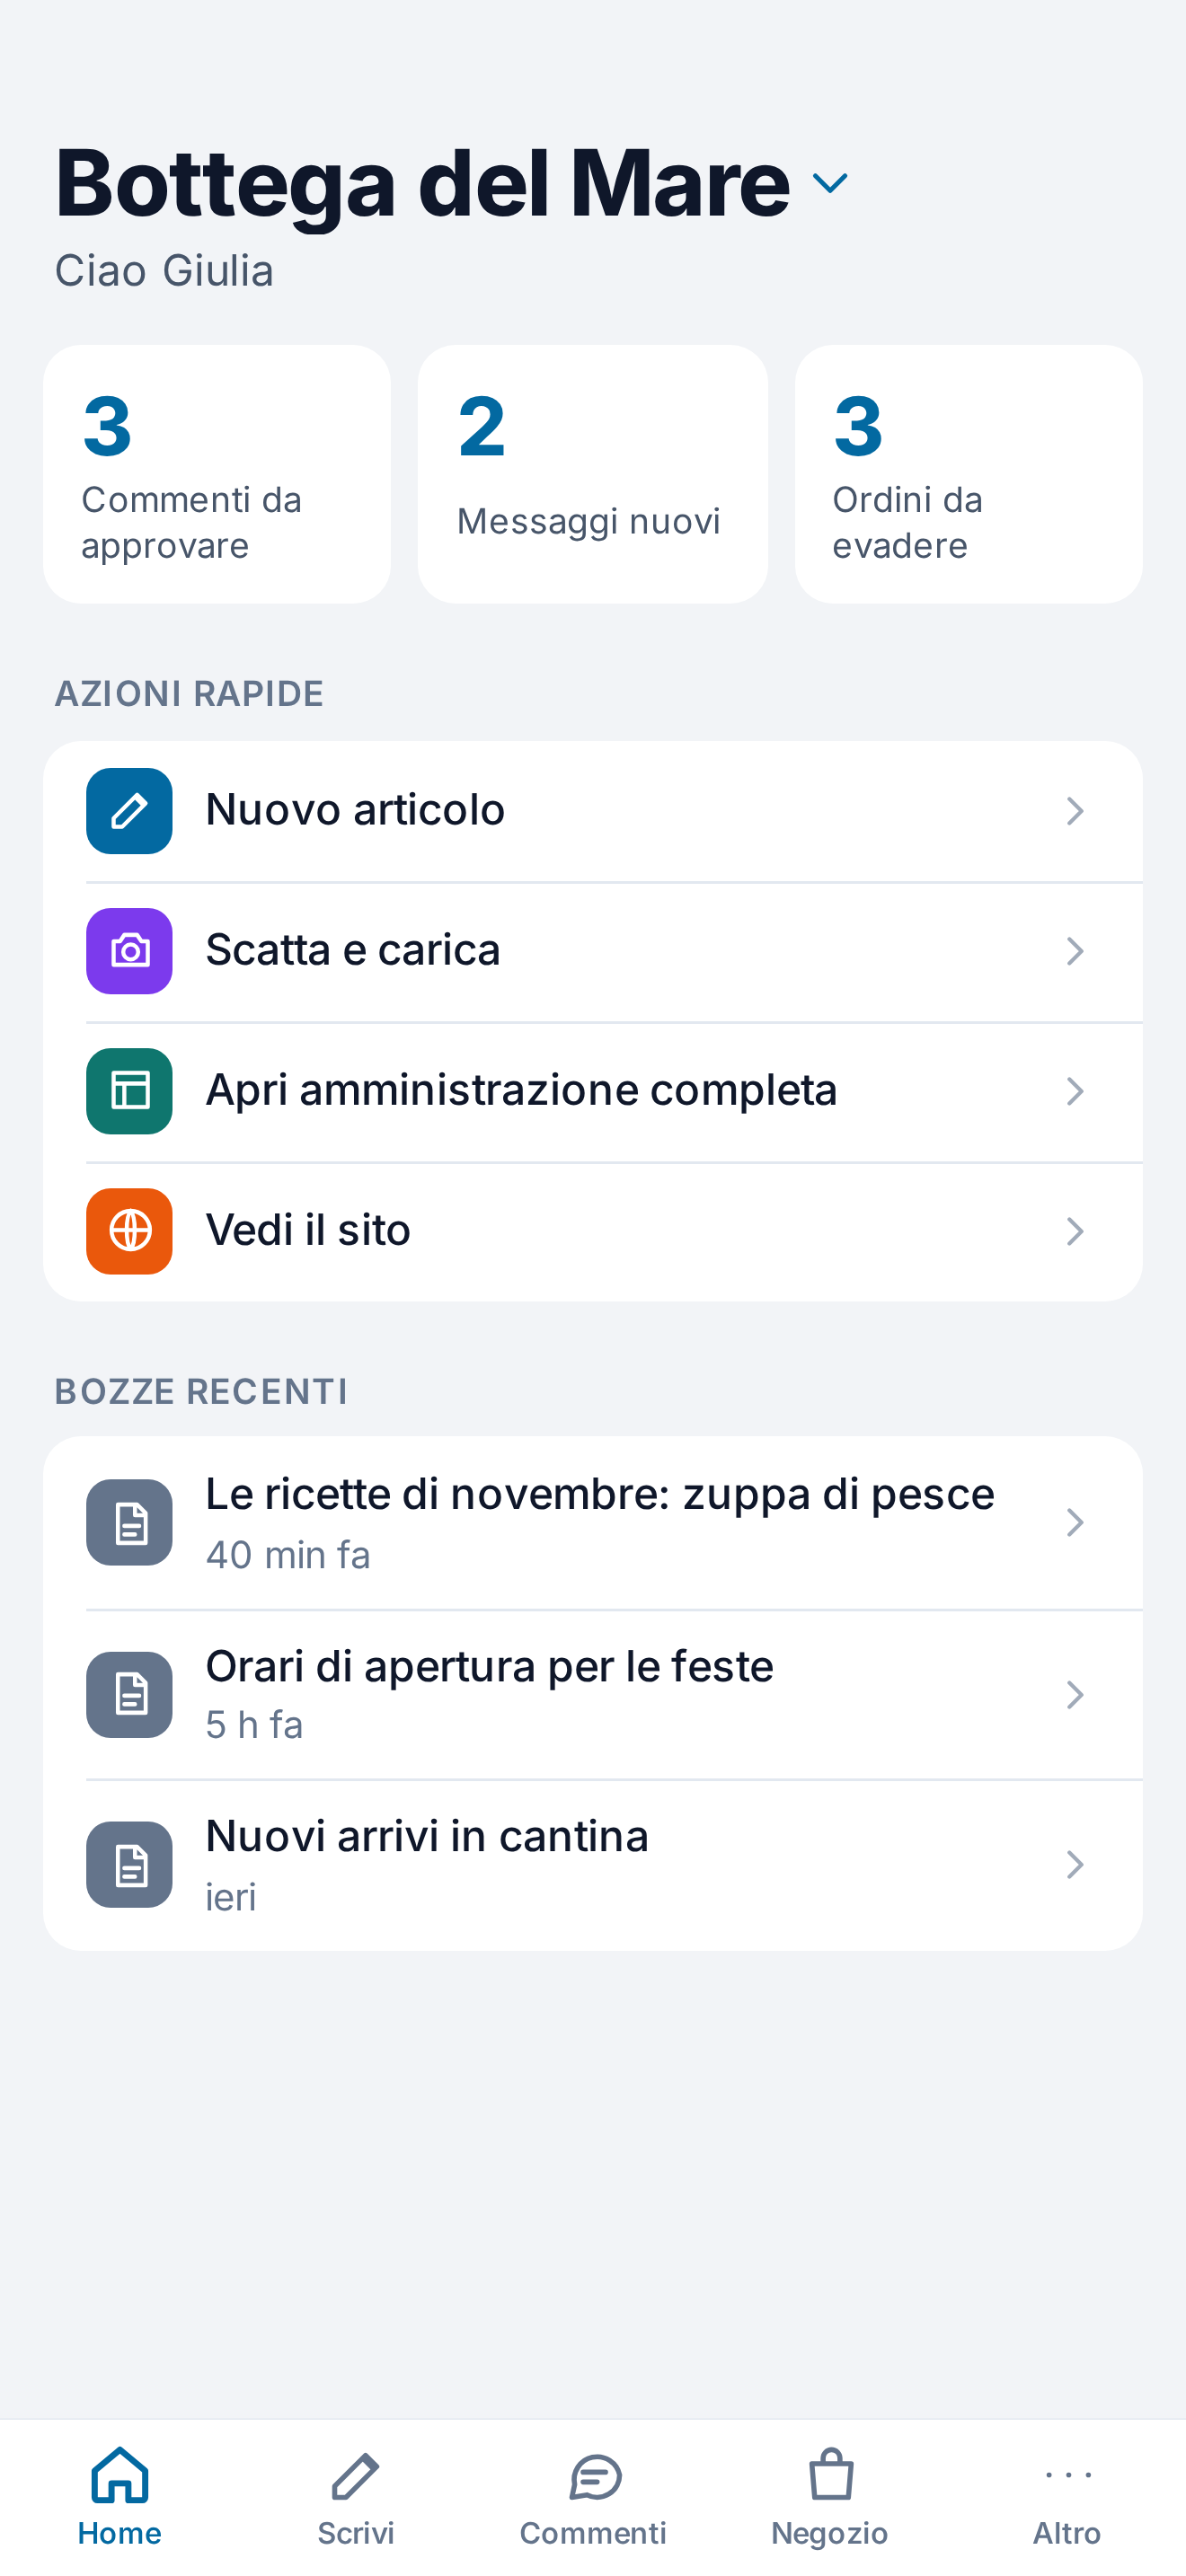 Bottega del Mare
Ciao Giulia
3
Commenti da
approvare
2
Messaggi nuovi
3
Ordini da
evadere
AZIONI RAPIDE
Nuovo articolo
Scatta e carica
Apri amministrazione completa
Vedi il sito
BOZZE RECENTI
Le ricette di novembre: zuppa di pesce
40 min fa
Orari di apertura per le feste
5 h fa
Nuovi arrivi in cantina
ieri
Home
Scrivi
Commenti
Negozio
Altro